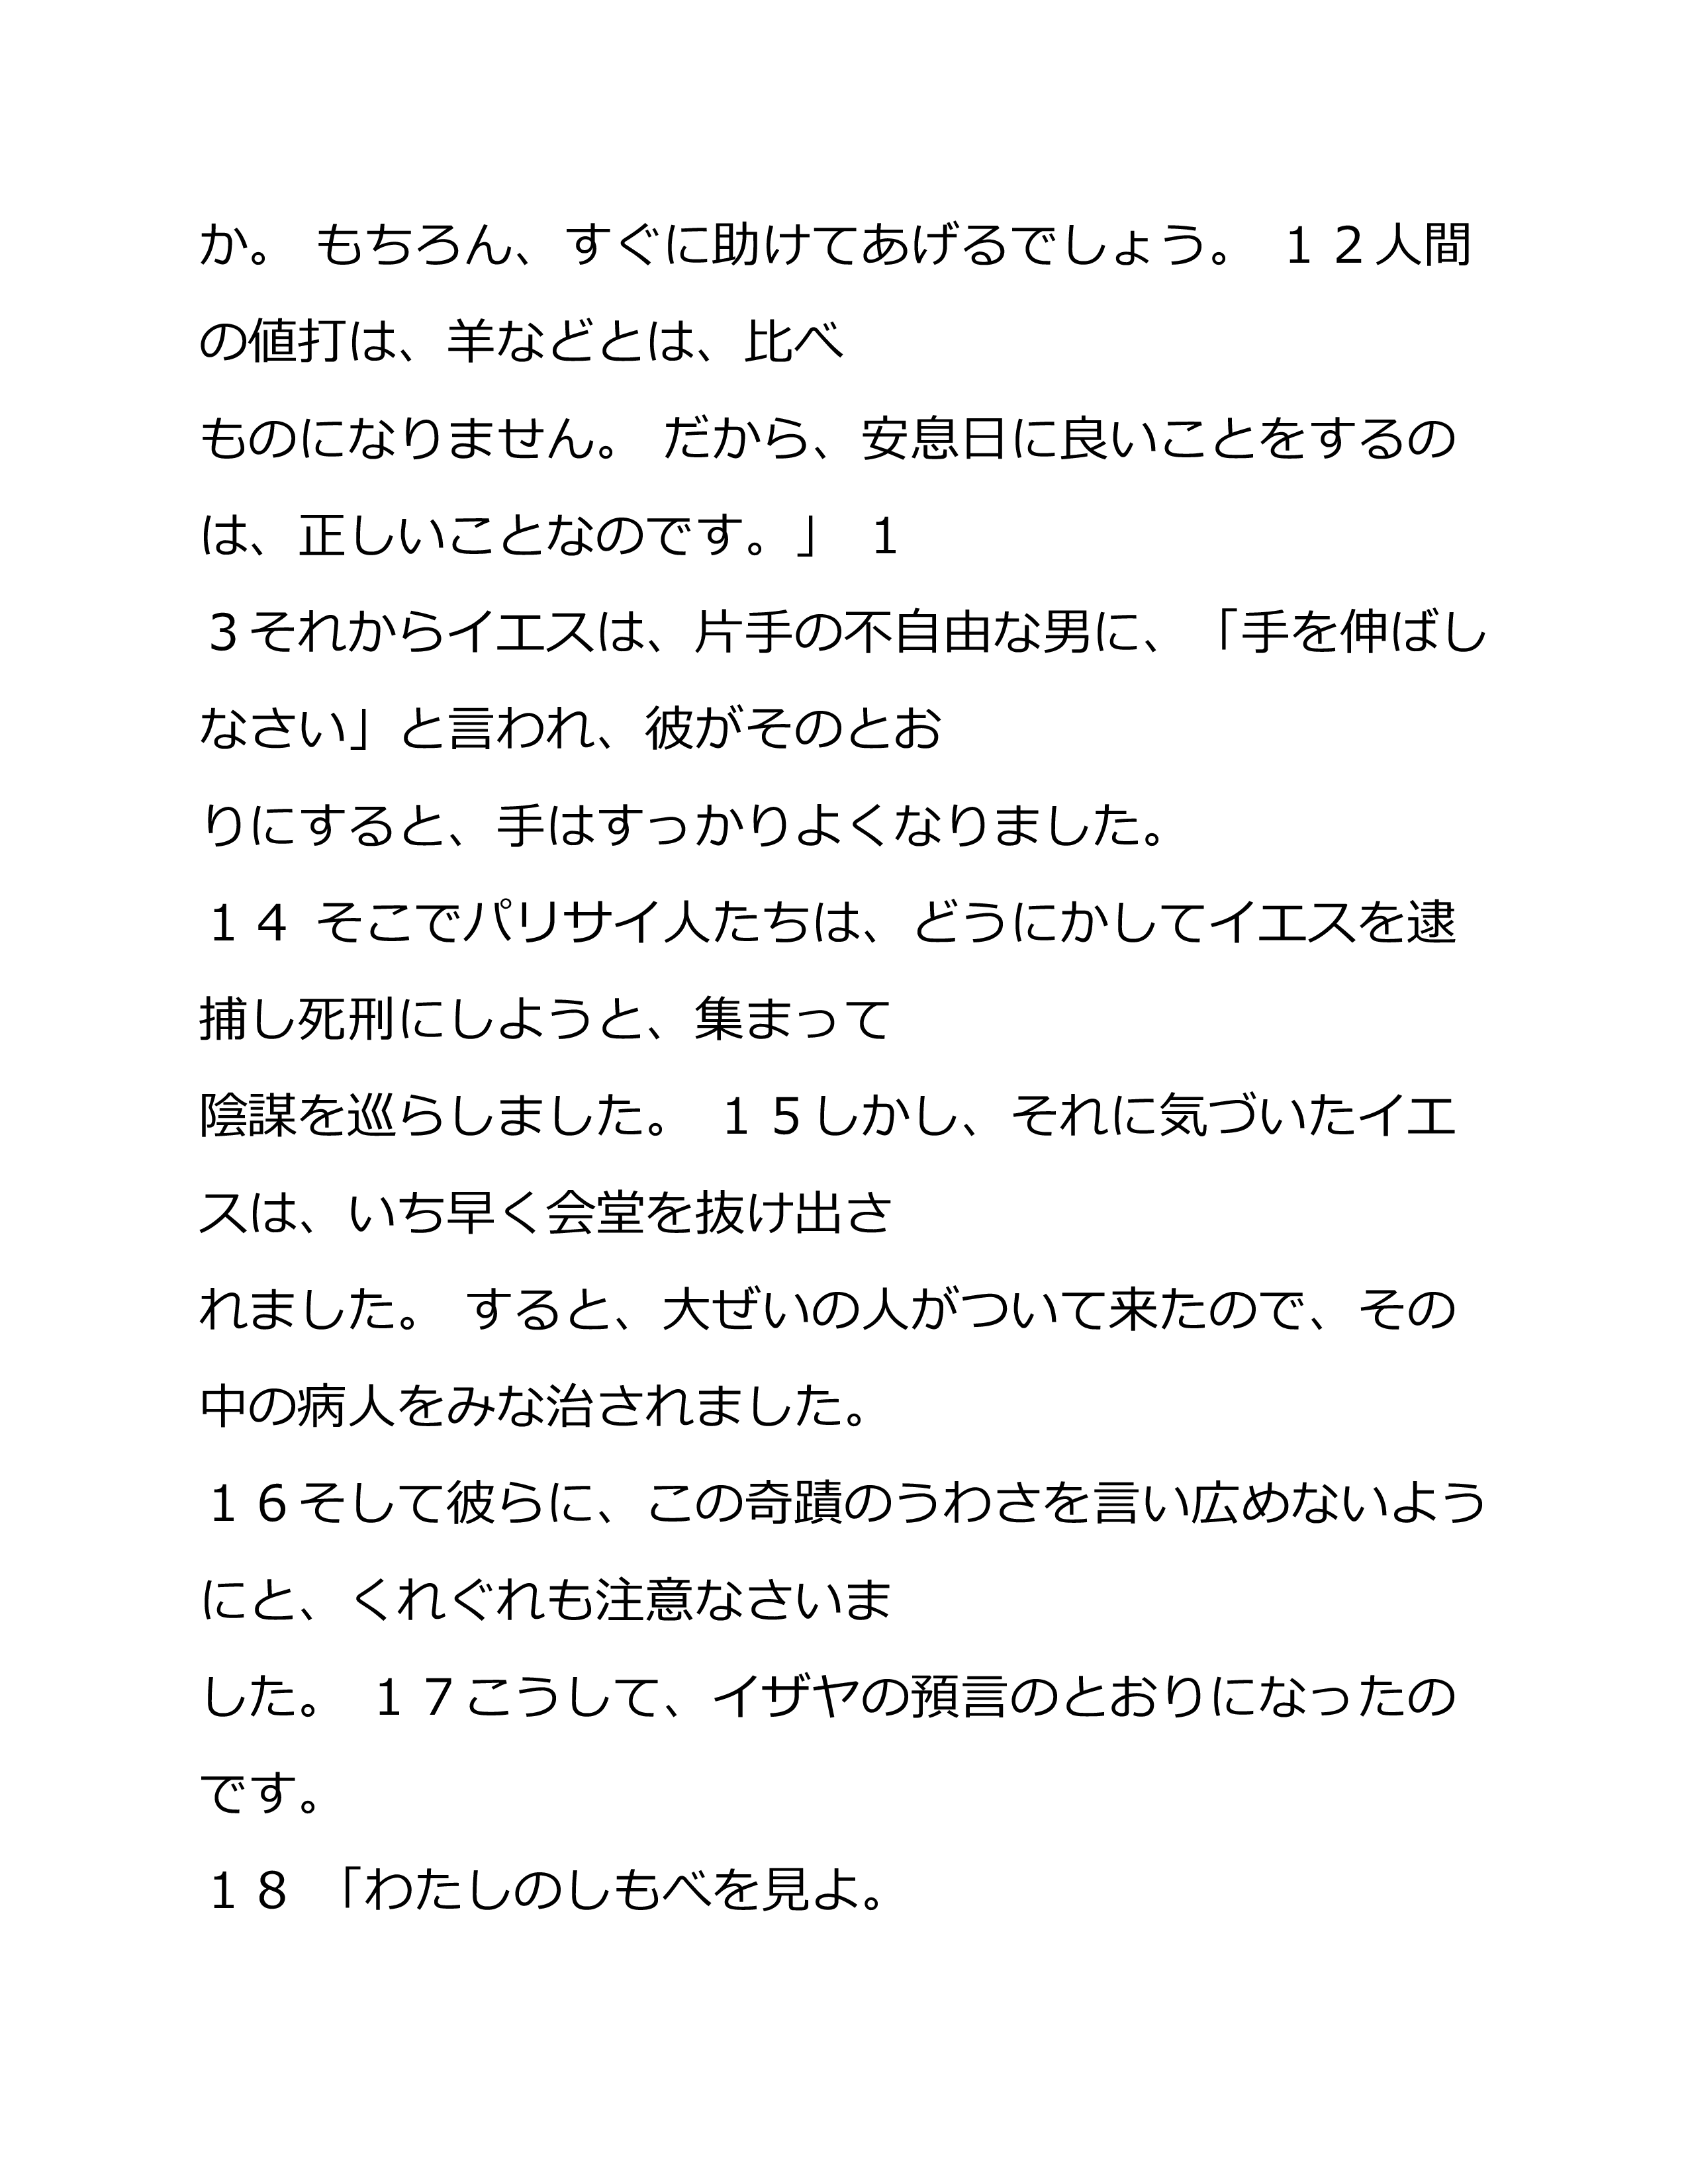 か。 もちろん、すぐに助けてあげるでしょう。 １２人間
の値打は、羊などとは、比べ
ものになりません。 だから、安息日に良いことをするの
は、正しいことなのです。」 １
３それからイエスは、片手の不自由な男に、「手を伸ばし
なさい」と言われ、彼がそのとお
りにすると、手はすっかりよくなりました。
１４ そこでパリサイ人たちは、どうにかしてイエスを逮
捕し死刑にしようと、集まって
陰謀を巡らしました。 １５しかし、それに気づいたイエ
スは、いち早く会堂を抜け出さ
れました。 すると、大ぜいの人がついて来たので、その
中の病人をみな治されました。
１６そして彼らに、この奇蹟のうわさを言い広めないよう
にと、くれぐれも注意なさいま
した。 １７こうして、イザヤの預言のとおりになったの
です。
１８ 「わたしのしもべを見よ。